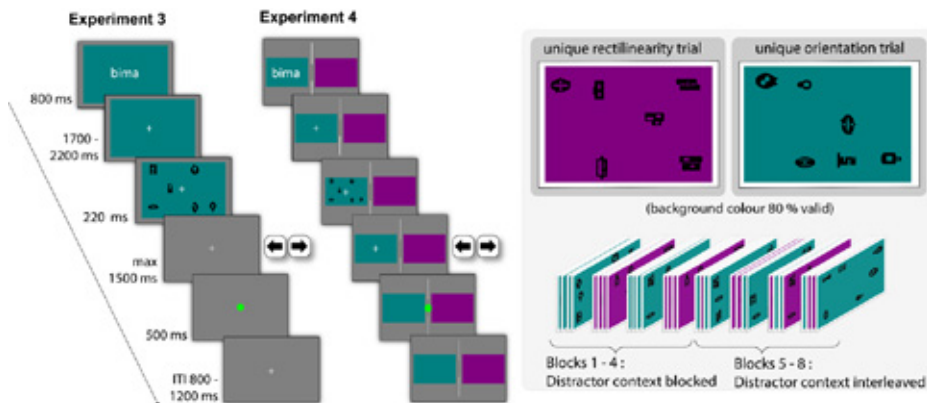 Experiment 3
Experiment 4
bima
bima
800 ms
1700 -
2200 ms
220 ms
max
1500 ms
500 ms
ITI 800 -
1200 ms
unique rectilinearity trial
unique orientation trial
(background colour 80 % valid)
Blocks 1 - 4 :
Distractor context blocked
Blocks 5 - 8 :
Distractor context interleaved